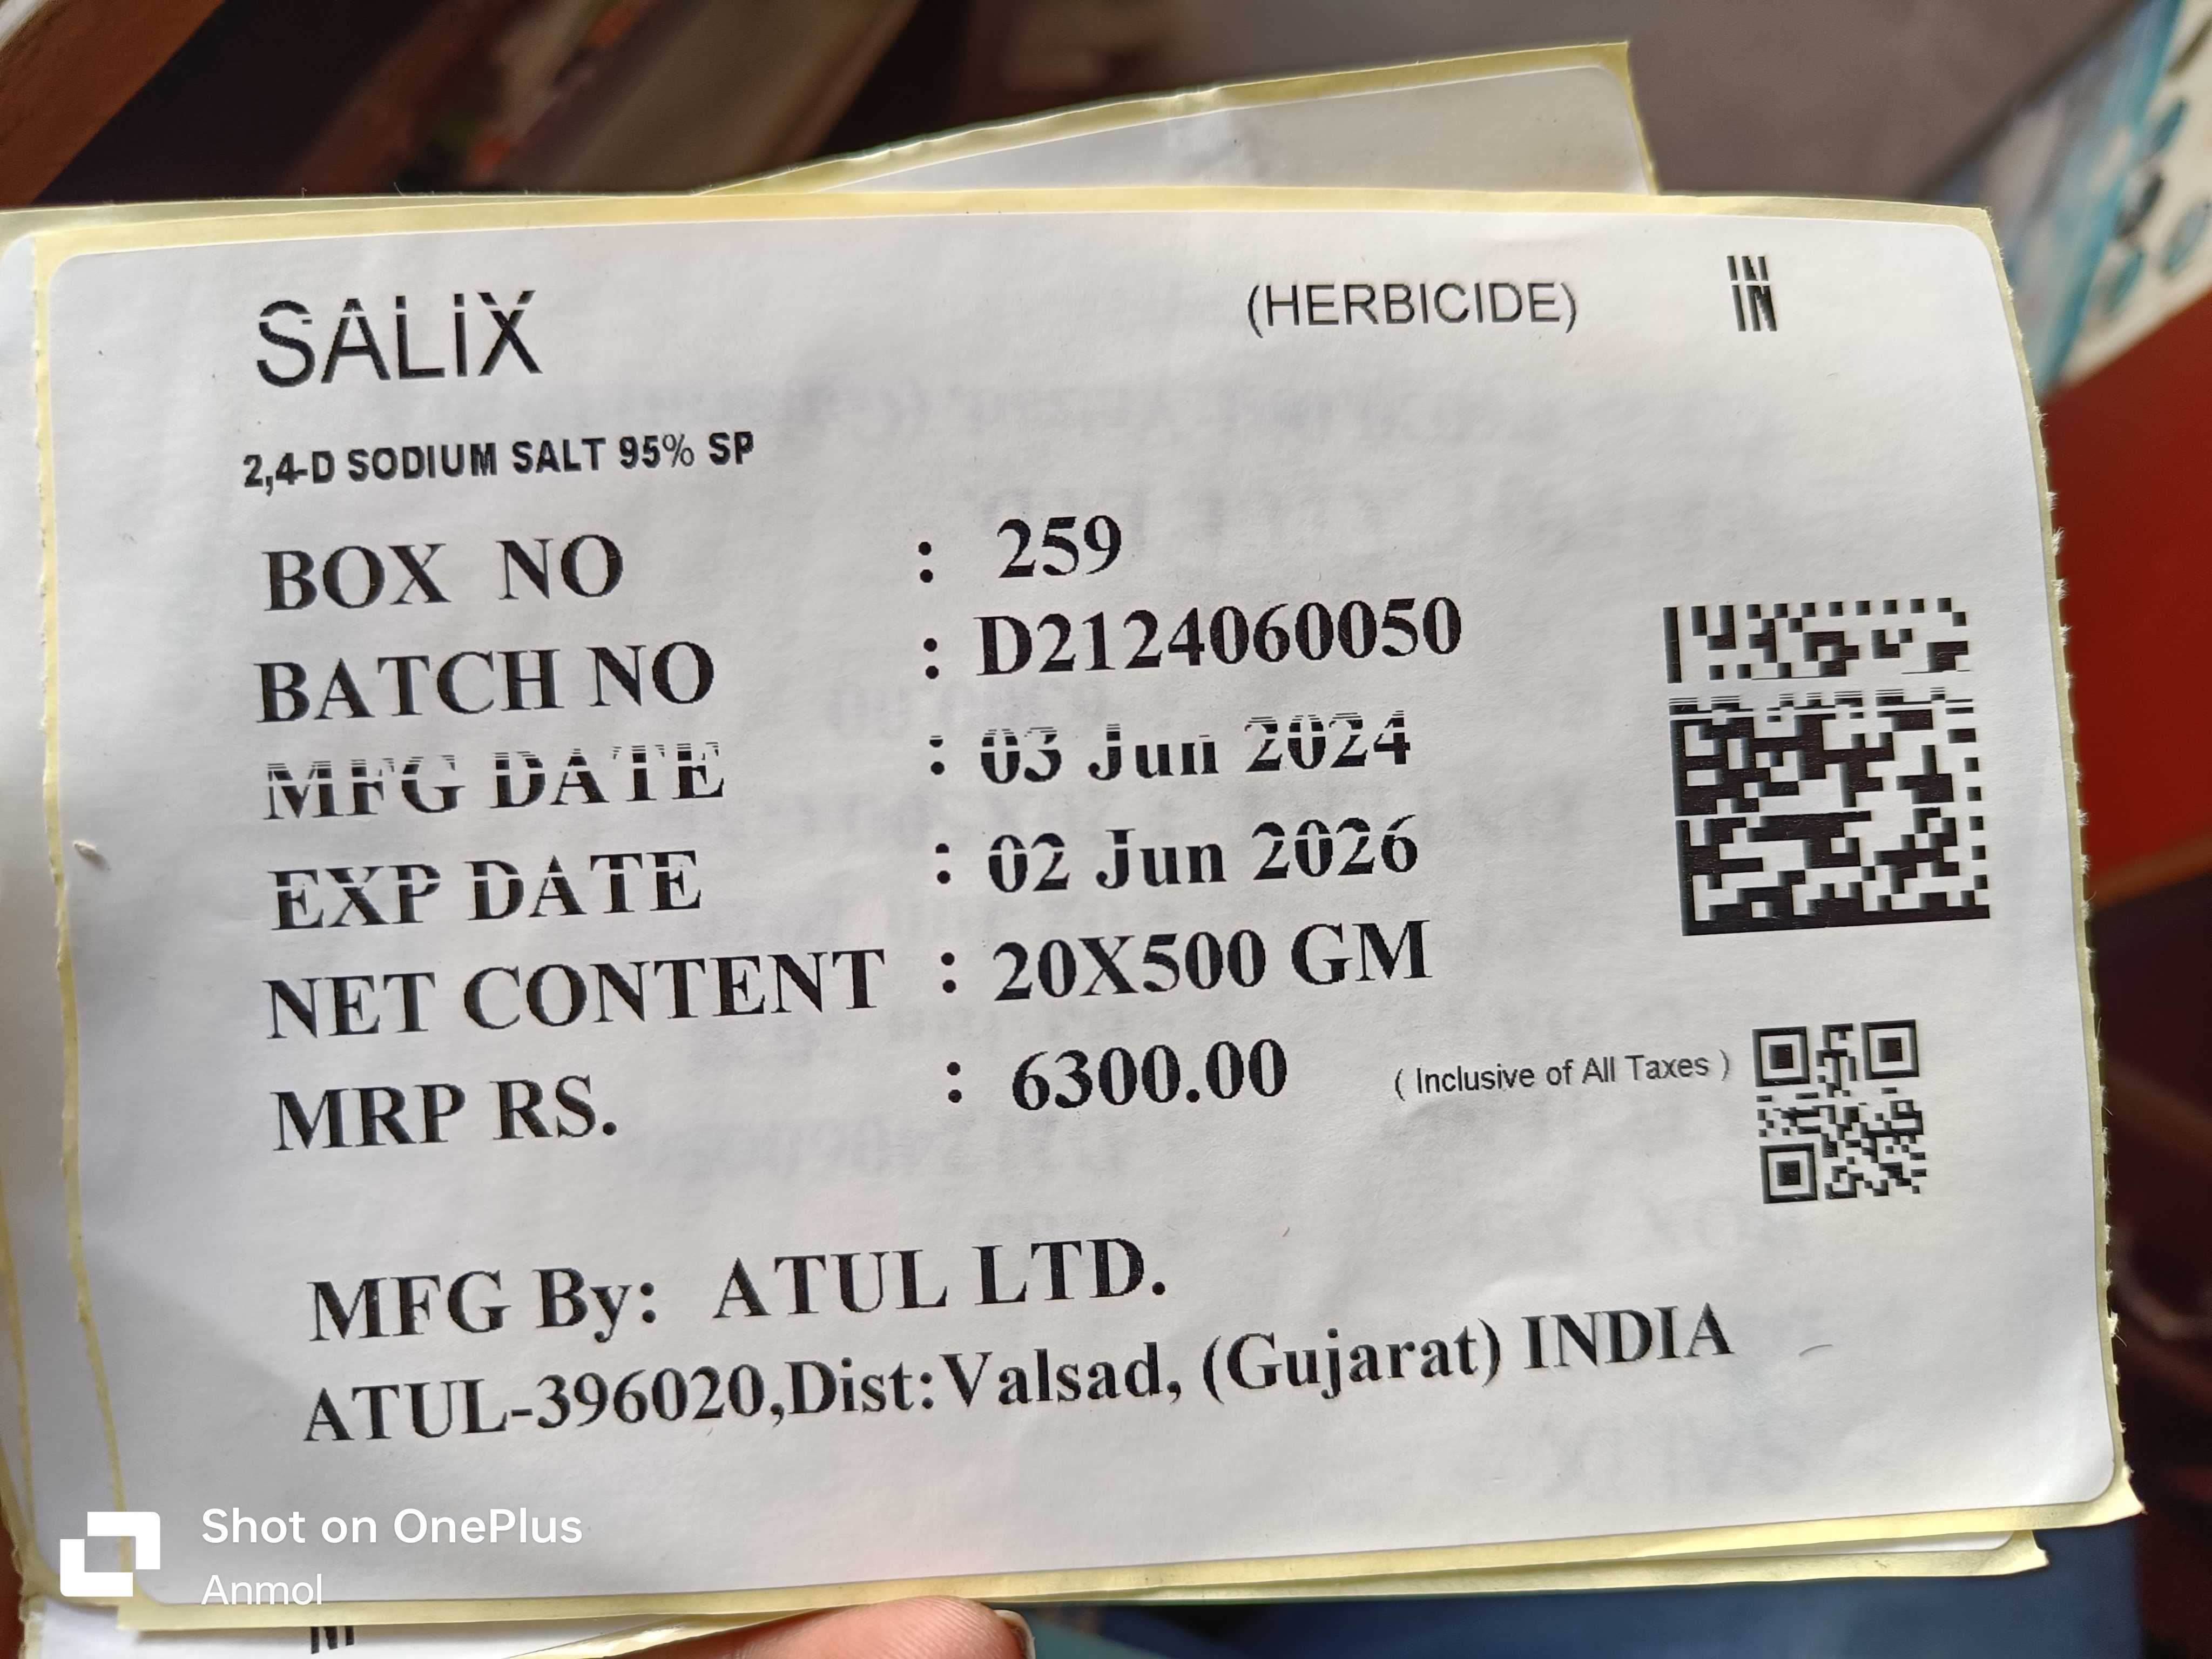 SALiX (HERBICIDE) IN
IN
2,4-D SODIUM SALT 95% SP
BOX NO : 259
BATCH NO : D2124060050
MFG DATE : 03 Jun 2024
EXP DATE : 02 Jun 2026
NET CONTENT : 20X500 GM
MRP RS. : 6300.00 ( Inclusive of All Taxes )
MFG By: ATUL LTD.
ATUL-396020,Dist:Valsad, (Gujarat) INDIA
Shot on OnePlus
Anmol